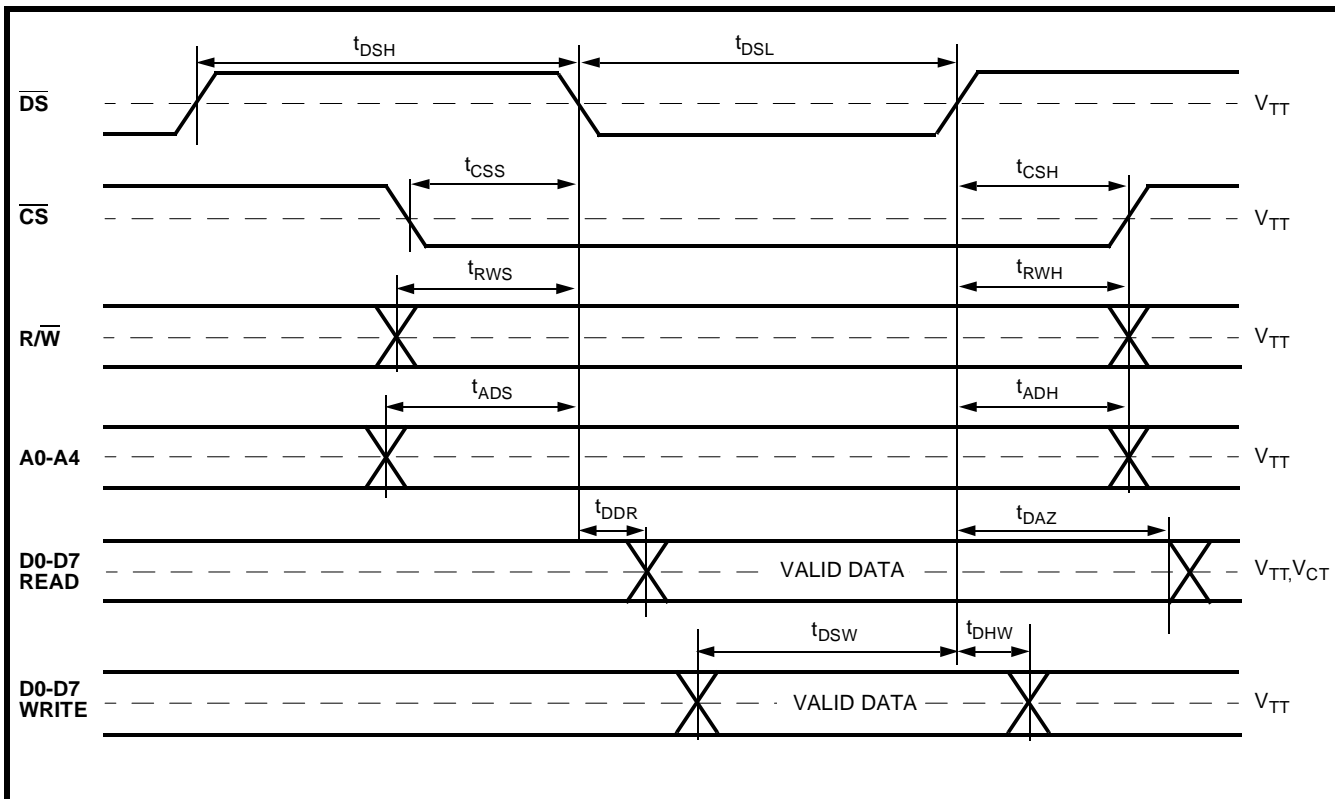 tDSH tDSL
DS VTT
tCSS tCSH
CS VTT
tRWS tRWH
R/W VTT
tADS tADH
A0-A4 VTT
tDDR tDAZ
D0-D7
READ VALID DATA VTT,VCT
tDSW tDHW
D0-D7
WRITE VALID DATA VTT